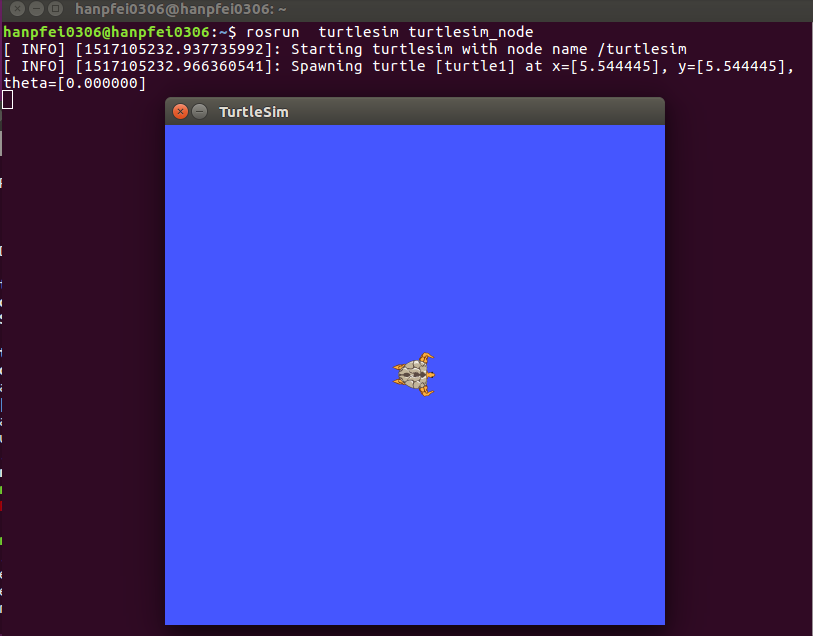 hanpfei0306@hanpfei0306: ~
hanpfei0306@hanpfei0306:~$ rosrun  turtlesim turtlesim_node
[ INFO] [1517105232.937735992]: Starting turtlesim with node name /turtlesim
[ INFO] [1517105232.966360541]: Spawning turtle [turtle1] at x=[5.544445], y=[5.544445],
theta=[0.000000]
TurtleSim